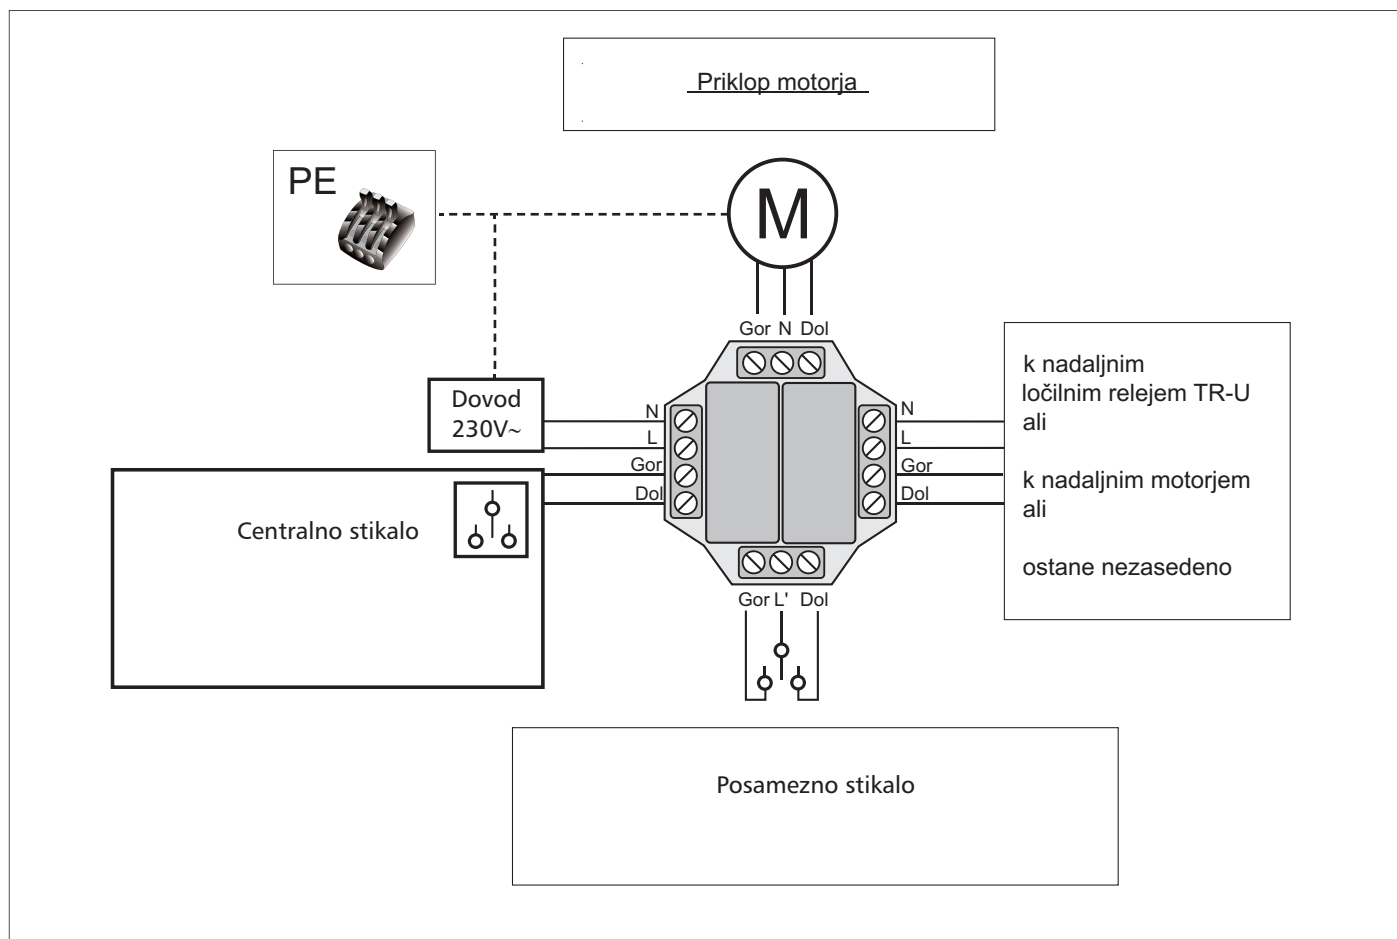 Priklop motorja
PE
M
Gor N Dol
Dovod
230V~
N
L
Gor
Dol
Centralno stikalo
N
L
Gor
Dol
k nadaljnim
ločilnim relejem TR-U
ali
k nadaljnim motorjem
ali
ostane nezasedeno
Gor L' Dol
Posamezno stikalo